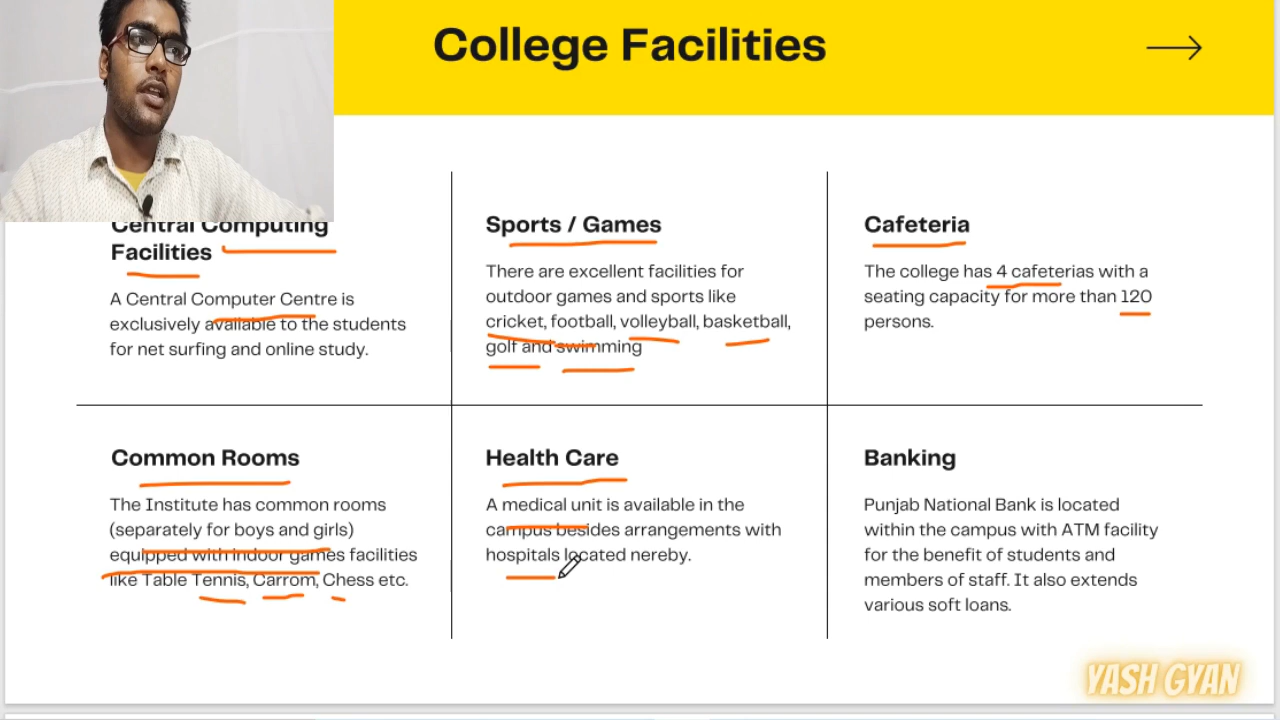 College Facilities
Central Computing
Facilities
A Central Computer Centre is
exclusively available to the students
for net surfing and online study.
Sports / Games
There are excellent facilities for
outdoor games and sports like
cricket, football, volleyball, basketball,
golf and swimming
Cafeteria
The college has 4 cafeterias with a
seating capacity for more than 120
persons.
Common Rooms
The Institute has common rooms
(separately for boys and girls)
equipped with indoor games facilities
like Table Tennis, Carrom, Chess etc.
Health Care
A medical unit is available in the
campus besides arrangements with
hospitals located nereby.
Banking
Punjab National Bank is located
within the campus with ATM facility
for the benefit of students and
members of staff. It also extends
various soft loans.
YASH GYAN